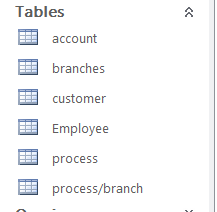 Tables
account
branches
customer
Employee
process
process/branch